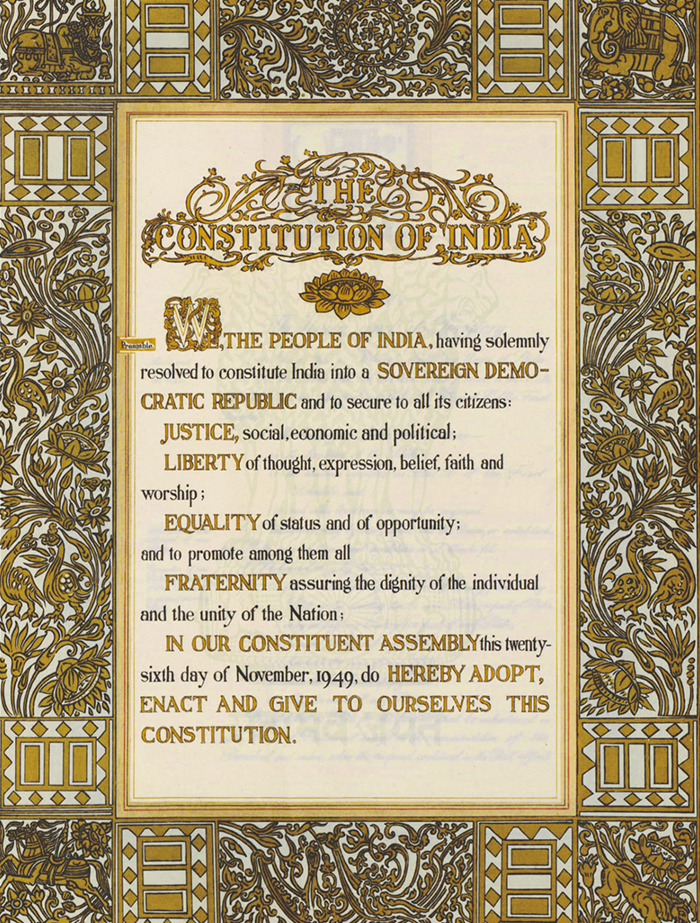 THE
CONSTITUTION OF INDIA
Preamble.
WE, THE PEOPLE OF INDIA, having solemnly
resolved to constitute India into a SOVEREIGN DEMO-
CRATIC REPUBLIC and to secure to all its citizens:
JUSTICE, social, economic and political;
LIBERTY of thought, expression, belief, faith and
worship;
EQUALITY of status and of opportunity;
and to promote among them all
FRATERNITY assuring the dignity of the individual
and the unity of the Nation;
IN OUR CONSTITUENT ASSEMBLY this twenty-
sixth day of November, 1949, do HEREBY ADOPT,
ENACT AND GIVE TO OURSELVES THIS
CONSTITUTION.